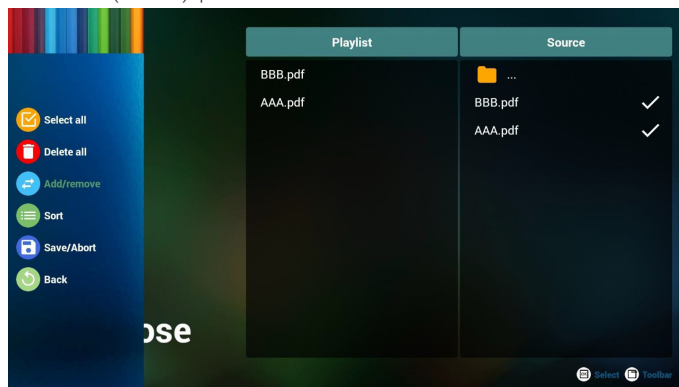 Playlist
Source
BBB.pdf
AAA.pdf
...
BBB.pdf
AAA.pdf
Select all
Delete all
Add/remove
Sort
Save/Abort
Back
ose
Select
Toolbar